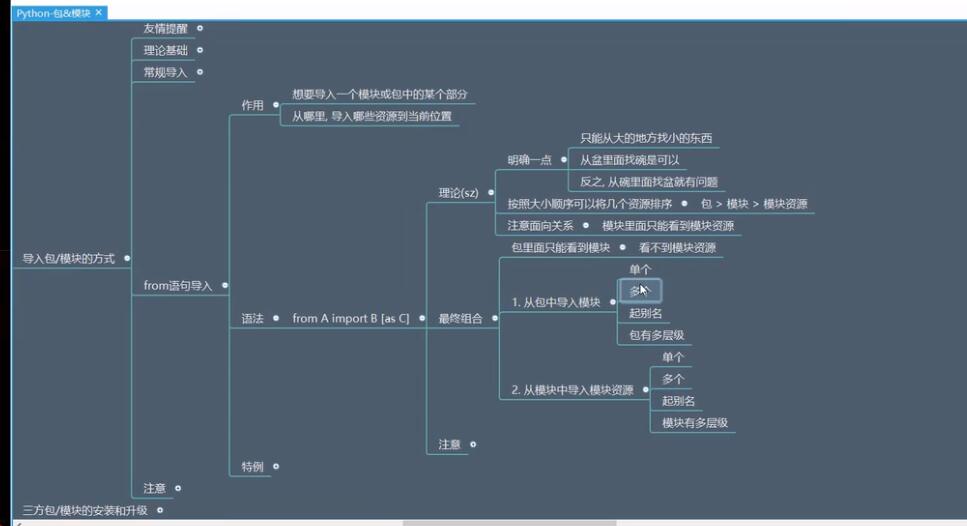 Python-包&模块
友情提醒
理论基础
常规导入
作用
想要导入一个模块或包中的某个部分
从哪里, 导入哪些资源到当前位置
只能从大的地方找小的东西
明确一点
从盆里面找碗是可以
反之, 从碗里面找盆就有问题
理论(sz)
按照大小顺序可以将几个资源排序
包 > 模块 > 模块资源
注意面向关系
模块里面只能看到模块资源
包里面只能看到模块
看不到模块资源
导入包/模块的方式
from语句导入
语法
from A import B [as C]
最终组合
1. 从包中导入模块
单个
多个
起别名
包有多层级
2. 从模块中导入模块资源
单个
多个
起别名
模块有多层级
注意
特例
注意
三方包/模块的安装和升级